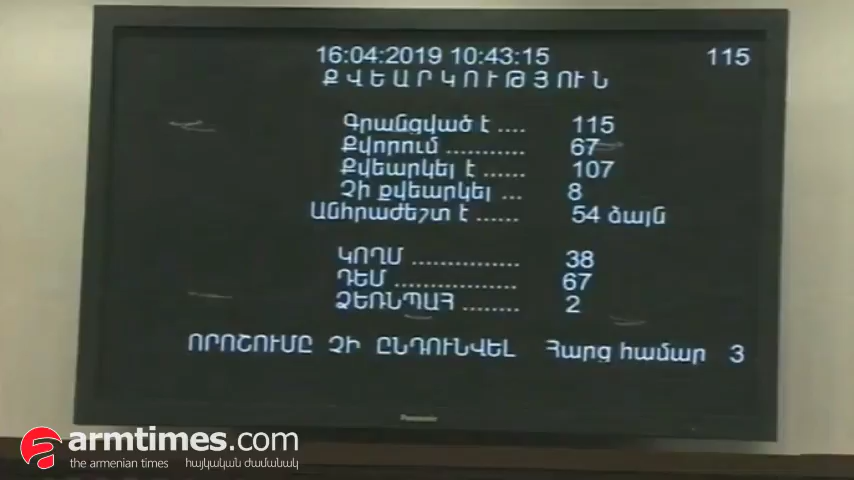 16:04:2019 10:43:15 115
ՔՎԵԱՐԿՈՒԹՅՈՒՆ
Գրանցված է .... 115
Քվորում ........... 67
Քվեարկել է ...... 107
Չի քվեարկել ... 8
Անհրաժեշտ է ...... 54 ձայն
ԿՈՂՄ ............... 38
ԴԵՄ ................. 67
ՁԵՌՆՊԱՀ ........ 2
ՈՐՈՇՈՒՄԸ ՉԻ ԸՆԴՈՒՆՎԵԼ Հարց համար 3
Panasonic
armtimes.com
the armenian times հայկական ժամանակ